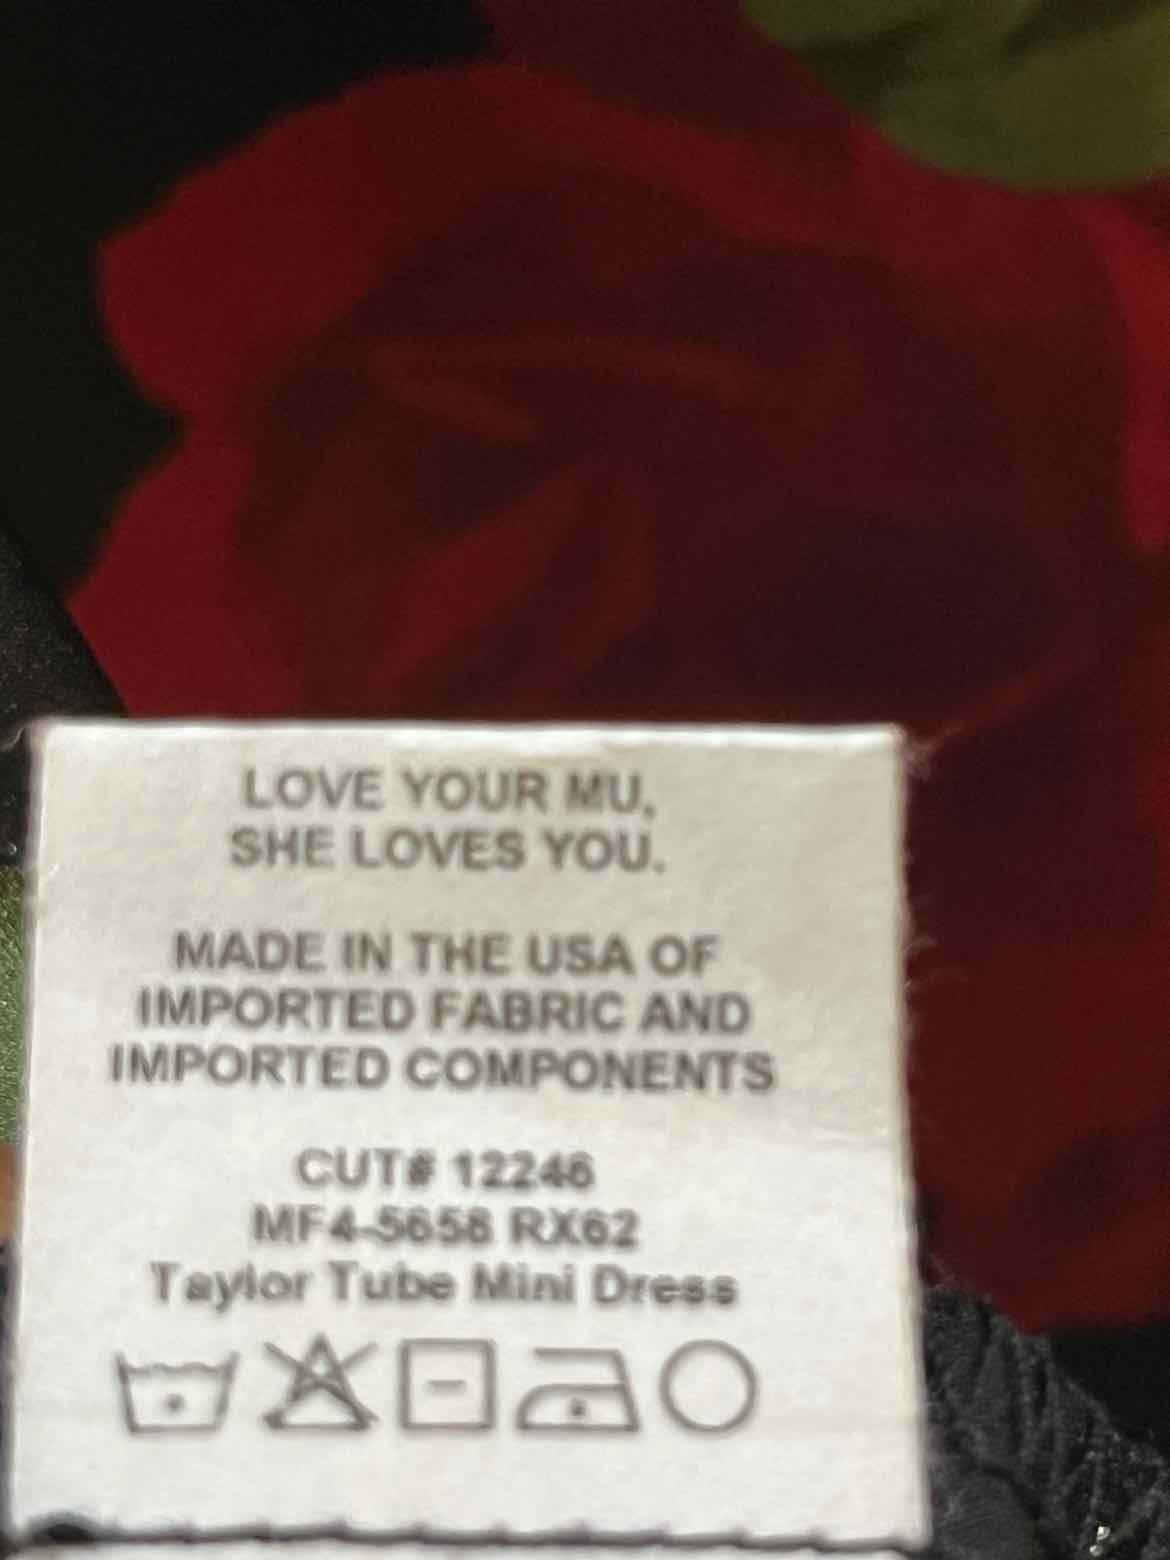 LOVE YOUR MU,
SHE LOVES YOU.
MADE IN THE USA OF
IMPORTED FABRIC AND
IMPORTED COMPONENTS
CUT# 12246
MF4-5658 RX62
Taylor Tube Mini Dress